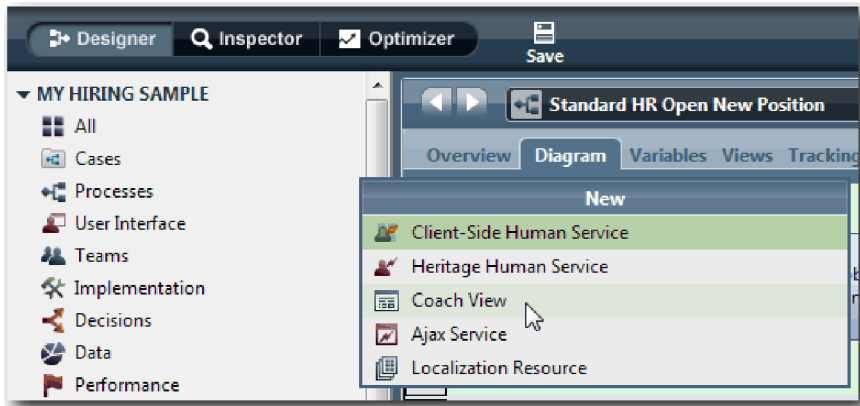 Designer Inspector Optimizer
Save
MY HIRING SAMPLE
All
Cases
Processes
User Interface
Teams
Implementation
Decisions
Data
Performance
Standard HR Open New Position
Overview Diagram Variables Views Tracking
New
Client-Side Human Service
Heritage Human Service
Coach View
Ajax Service
Localization Resource